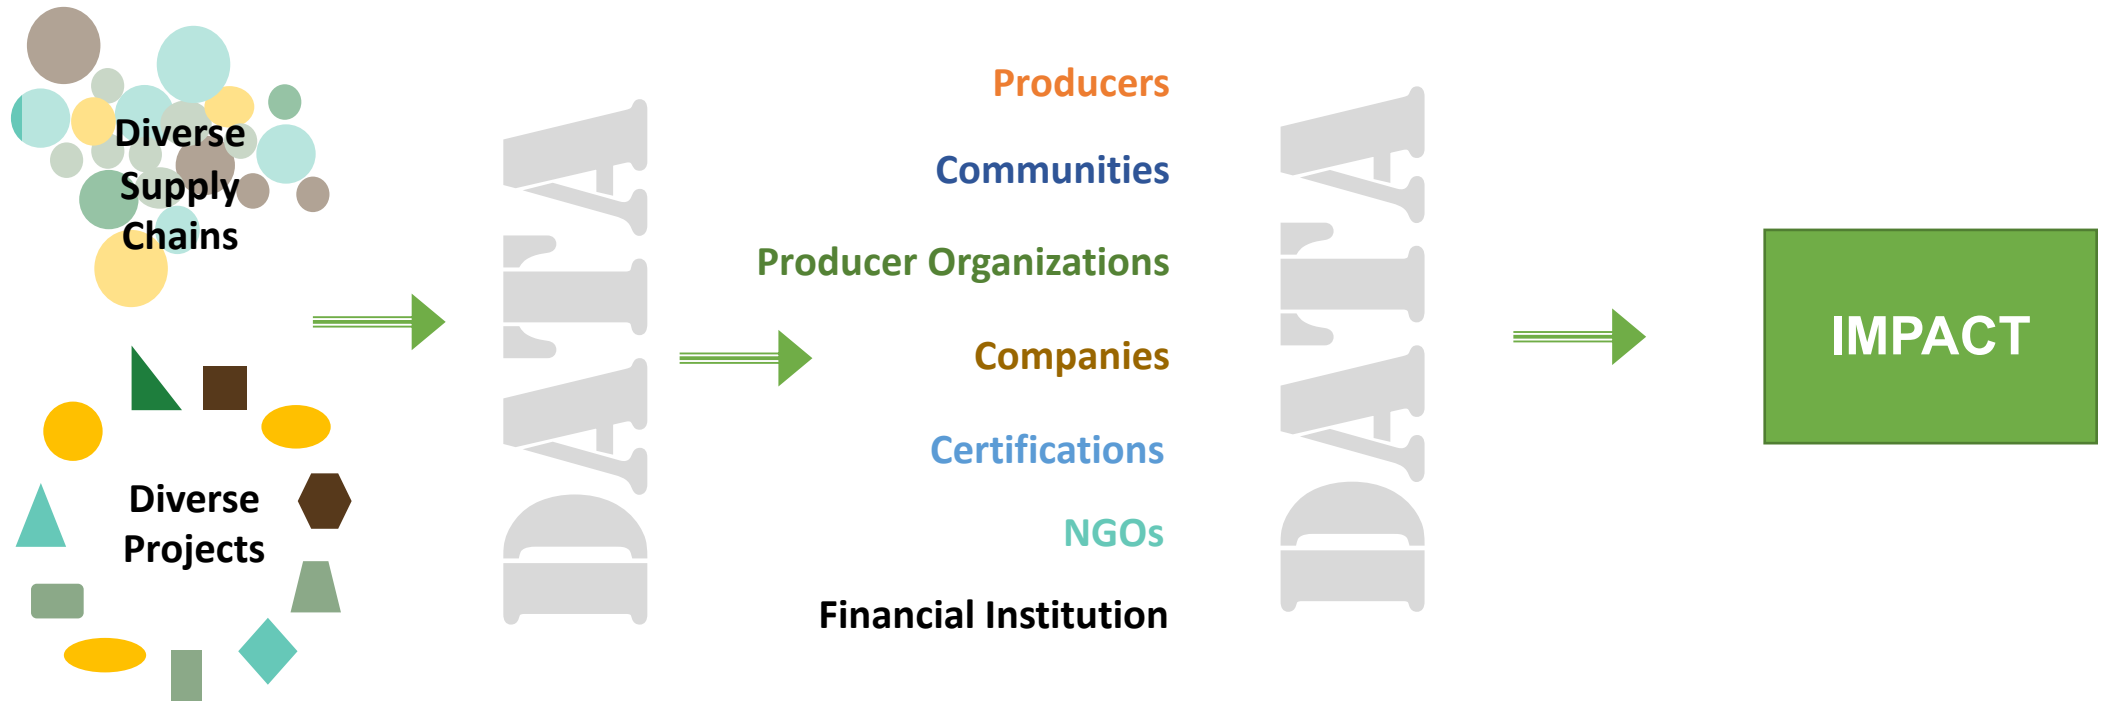 Diverse
Supply
Chains
Diverse
Projects
DATA
Producers
Communities
Producer Organizations
Companies
Certifications
NGOs
Financial Institution
DATA
IMPACT